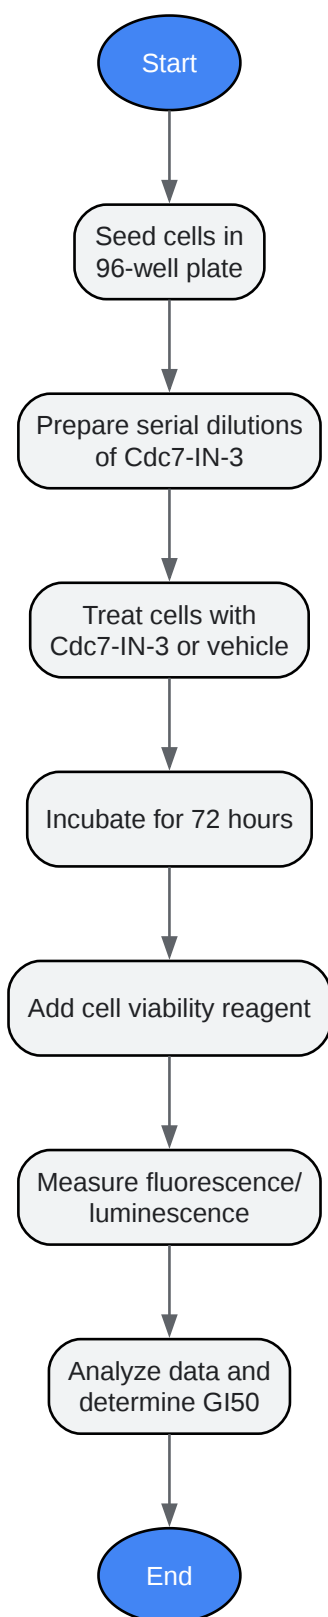 Start
Seed cells in
96-well plate
Prepare serial dilutions
of Cdc7-IN-3
Treat cells with
Cdc7-IN-3 or vehicle
Incubate for 72 hours
Add cell viability reagent
Measure fluorescence/
luminescence
Analyze data and
determine GI50
End